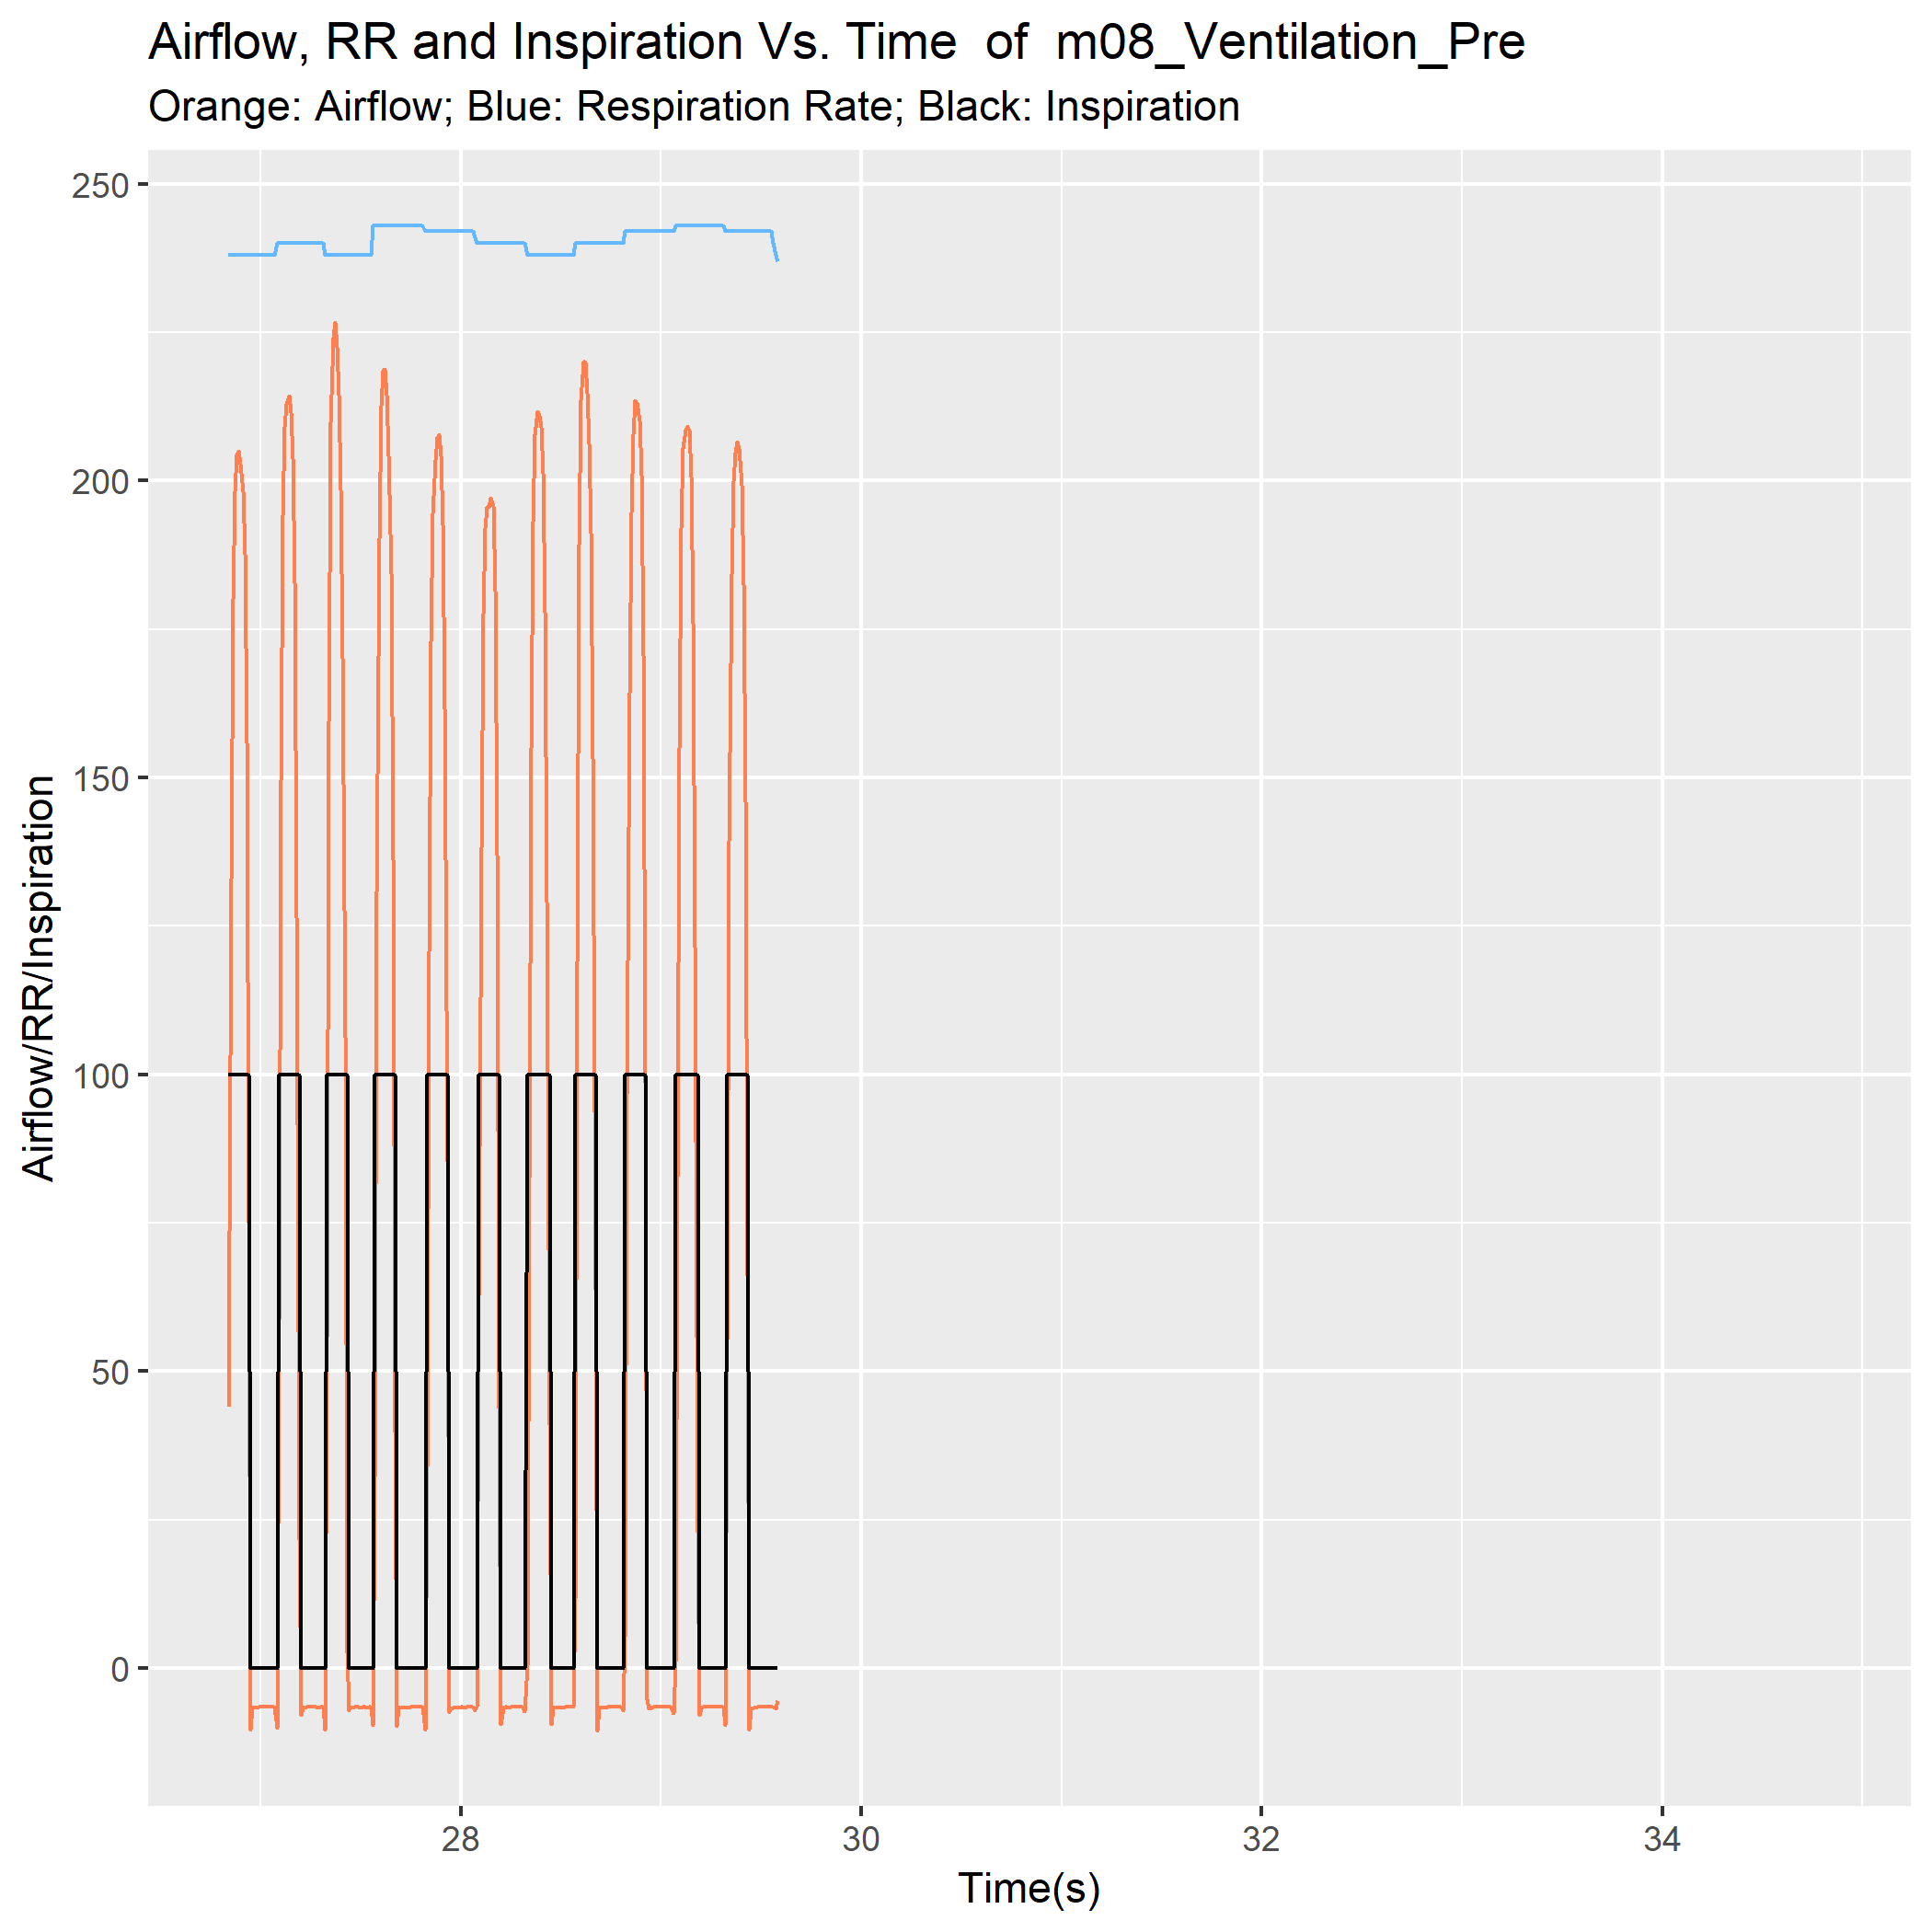 Airflow, RR and Inspiration Vs. Time  of  m08_Ventilation_Pre
Orange: Airflow; Blue: Respiration Rate; Black: Inspiration
250
200
150
100
50
0
Airflow/RR/Inspiration
28 30 32 34
Time(s)